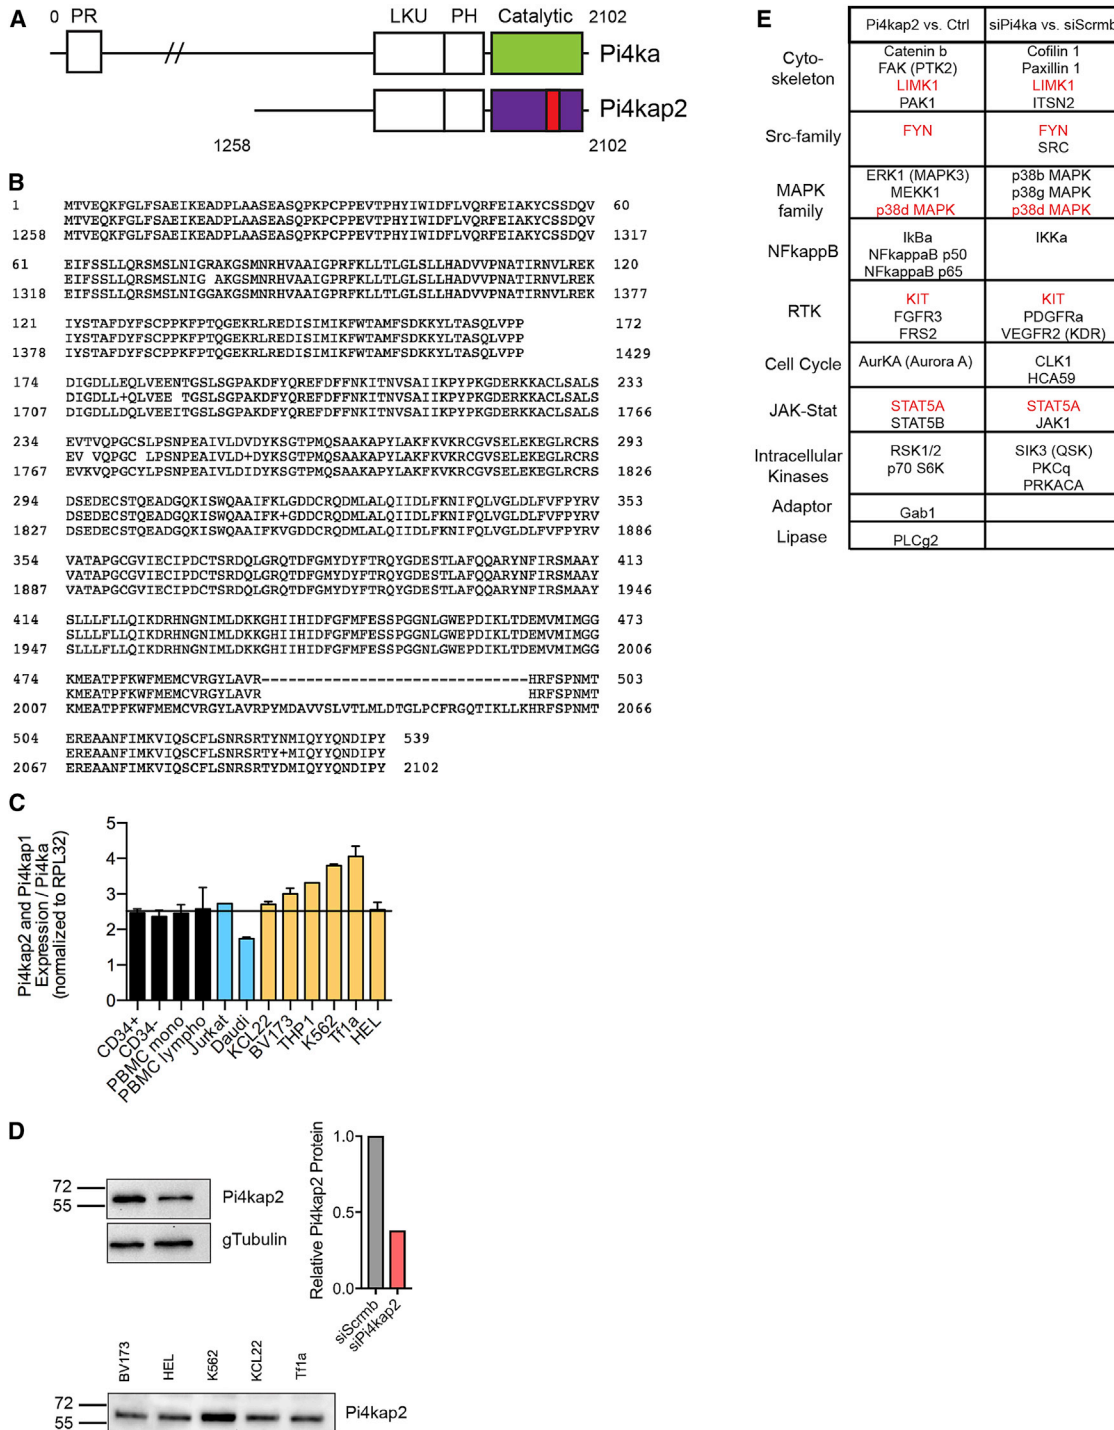 A
0 PR LKU PH Catalytic 2102
Pi4ka
Pi4kap2
1258 2102
B
1 MTVEQKFGLFSAEIKEADPLAASEASQPKPCPPEVTPHYIWIDFLVQRFEIAKYCSSDQV 60
MTVEQKFGLFSAEIKEADPLAASEASQPKPCPPEVTPHYIWIDFLVQRFEIAKYCSSDQV
1258 MTVEQKFGLFSAEIKEADPLAASEASQPKPCPPEVTPHYIWIDFLVQRFEIAKYCSSDQV 1317
61 EIFSSLLQRSMSLNIGRAKGSMNRHVAAIGPRFKLLTLGLSLLHADVVPNATIRNVLREK 120
EIFSSLLQRSMSLNIG AKGSMNRHVAAIGPRFKLLTLGLSLLHADVVPNATIRNVLREK
1318 EIFSSLLQRSMSLNIGGAKGSMNRHVAAIGPRFKLLTLGLSLLHADVVPNATIRNVLREK 1377
121 IYSTAFDYFSCPPKFPTQGEKRLREDISIMIKFWTAMFSDKKYLTASQLVPP 172
IYSTAFDYFSCPPKFPTQGEKRLREDISIMIKFWTAMFSDKKYLTASQLVPP
1378 IYSTAFDYFSCPPKFPTQGEKRLREDISIMIKFWTAMFSDKKYLTASQLVPP 1429
174 DIGDLLEQLVEENTGSLSGPAKDFYQREFDFFNKITNVSAIIKPYPKGDERKKACLSALS 233
DIGDLL+QLVEE TGSLSGPAKDFYQREFDFFNKITNVSAIIKPYPKGDERKKACLSALS
1707 DIGDLLDQLVEEITGSLSGPAKDFYQREFDFFNKITNVSAIIKPYPKGDERKKACLSALS 1766
234 EVTVQPGCSLPSNPEAIVLDVDYKSGTPMQSAAKAPYLAKFKVKRCGVSELEKEGLRCRS 293
EV VQPGC LPSNPEAIVLD+DYKSGTPMQSAAKAPYLAKFKVKRCGVSELEKEGLRCRS
1767 EVKVQPGCYLPSNPEAIVLDIDYKSGTPMQSAAKAPYLAKFKVKRCGVSELEKEGLRCRS 1826
294 DSEDECSTQEADGQKISWQAAIFKLGDDCRQDMLALQIIDLFKNIFQLVGLDLFVFPYRV 353
DSEDECSTQEADGQKISWQAAIFK+GDDCRQDMLALQIIDLFKNIFQLVGLDLFVFPYRV
1827 DSEDECSTQEADGQKISWQAAIFKVGDDCRQDMLALQIIDLFKNIFQLVGLDLFVFPYRV 1886
354 VATAPGCGVIECIPDCTSRDQLGRQTDFGMYDYFTRQYGDESTLAFQQARYNFIRSMAAY 413
VATAPGCGVIECIPDCTSRDQLGRQTDFGMYDYFTRQYGDESTLAFQQARYNFIRSMAAY
1887 VATAPGCGVIECIPDCTSRDQLGRQTDFGMYDYFTRQYGDESTLAFQQARYNFIRSMAAY 1946
414 SLLLFLLQIKDRHNGNIMLDKKGHIIHIDFGFMFESSPGGNLGWEPDIKLTDEMVMIMGG 473
SLLLFLLQIKDRHNGNIMLDKKGHIIHIDFGFMFESSPGGNLGWEPDIKLTDEMVMIMGG
1947 SLLLFLLQIKDRHNGNIMLDKKGHIIHIDFGFMFESSPGGNLGWEPDIKLTDEMVMIMGG 2006
474 KMEATPFKWFMEMCVRGYLAVR------------------------------HRFSPNMT 503
KMEATPFKWFMEMCVRGYLAVR HRFSPNMT
2007 KMEATPFKWFMEMCVRGYLAVRPYMDAVVSLVTLMLDTGLPCFRGQTIKLLKHRFSPNMT 2066
504 EREAANFIMKVIQSCFLSNRSRTYNMIQYYQNDIPY 539
EREAANFIMKVIQSCFLSNRSRTY+MIQYYQNDIPY
2067 EREAANFIMKVIQSCFLSNRSRTYDMIQYYQNDIPY 2102
C
Pi4kap2 and Pi4kap1
Expression / Pi4ka
(normalized to RPL32)
5
4
3
2
1
0
CD34+
CD34-
PBMC mono
PBMC lympho
Jurkat
Daudi
KCL22
BV173
THP1
K562
Tf1a
HEL
D
72
55
Pi4kap2
gTubulin
Relative Pi4kap2 Protein
1.0
0.5
0.0
siScrmb
siPi4kap2
BV173
HEL
K562
KCL22
Tf1a
72
55
Pi4kap2
E
Pi4kap2 vs. Ctrl siPi4ka vs. siScrmb
Cyto-
skeleton
Catenin b Cofilin 1
FAK (PTK2) Paxillin 1
LIMK1 LIMK1
PAK1 ITSN2
Src-family
FYN FYN
SRC
MAPK
family
ERK1 (MAPK3) p38b MAPK
MEKK1 p38g MAPK
p38d MAPK p38d MAPK
NFkappB
IkBa IKKa
NFkappaB p50
NFkappaB p65
RTK
KIT KIT
FGFR3 PDGFRa
FRS2 VEGFR2 (KDR)
Cell Cycle
AurKA (Aurora A) CLK1
HCA59
JAK-Stat
STAT5A STAT5A
STAT5B JAK1
Intracellular
Kinases
RSK1/2 SIK3 (QSK)
p70 S6K PKCq
PRKACA
Adaptor
Gab1
Lipase
PLCg2